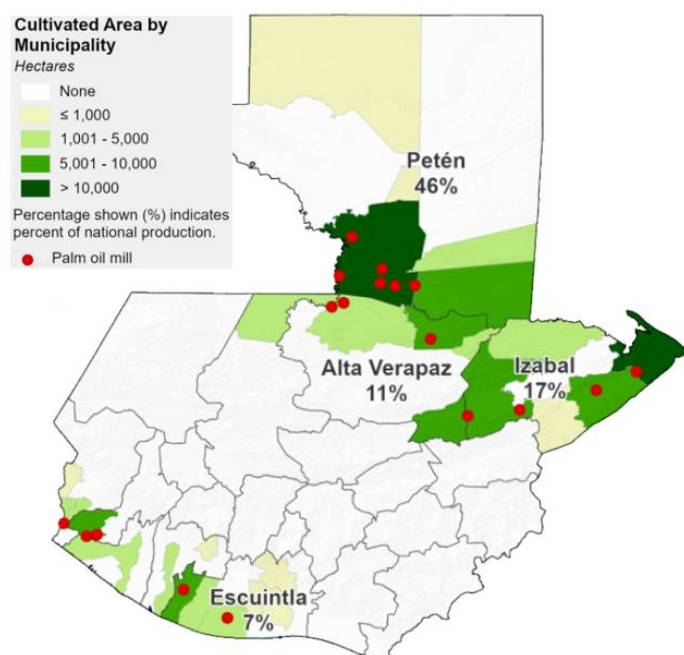 Cultivated Area by
Municipality
Hectares
None
≤ 1,000
1,001 - 5,000
5,001 - 10,000
> 10,000
Percentage shown (%) indicates
percent of national production.
Palm oil mill
Petén
46%
Alta Verapaz
11%
Izabal
17%
Escuintla
7%